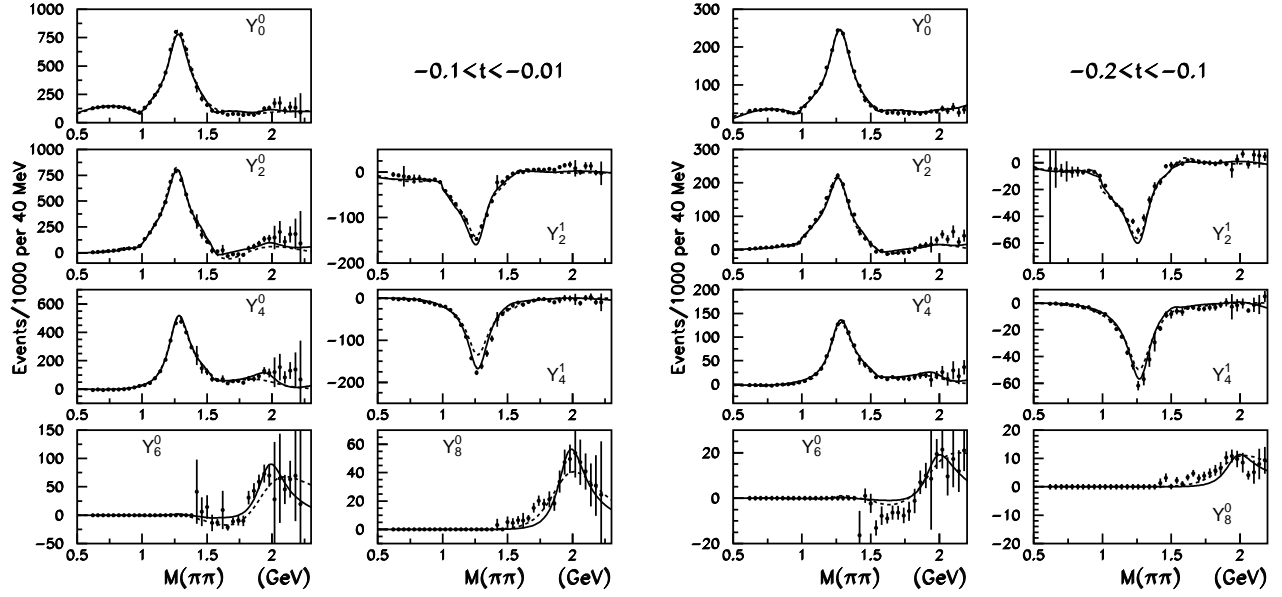 Events/1000 per 40 MeV
1000
750
500
250
0
Y₀⁰
0.5 1 1.5 2
−0.1<t<−0.01
1000
750
500
250
0
Y₂⁰
0.5 1 1.5 2
0
−100
−200
Y₂¹
0.5 1 1.5 2
600
400
200
0
Y₄⁰
0.5 1 1.5 2
0
−100
−200
Y₄¹
0.5 1 1.5 2
150
100
50
0
−50
Y₆⁰
0.5 1 1.5 2
M(ππ) (GeV)
60
40
20
0
Y₈⁰
0.5 1 1.5 2
M(ππ) (GeV)
Events/1000 per 40 MeV
300
200
100
0
Y₀⁰
0.5 1 1.5 2
−0.2<t<−0.1
300
200
100
0
Y₂⁰
0.5 1 1.5 2
0
−20
−40
−60
Y₂¹
0.5 1 1.5 2
200
150
100
50
0
Y₄⁰
0.5 1 1.5 2
0
−20
−40
−60
Y₄¹
0.5 1 1.5 2
20
0
−20
Y₆⁰
0.5 1 1.5 2
M(ππ) (GeV)
20
10
0
−10
−20
Y₈⁰
0.5 1 1.5 2
M(ππ) (GeV)